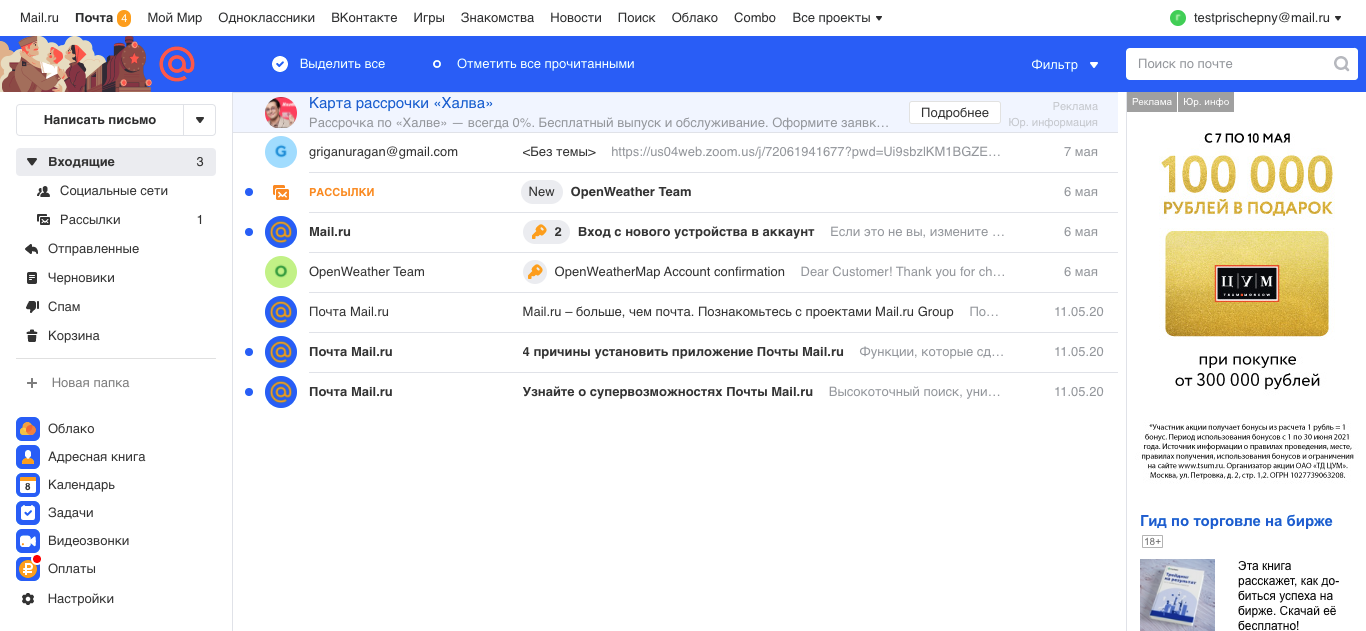 Mail.ru Почта 4 Мой Мир Одноклассники ВКонтакте Игры Знакомства Новости Поиск Облако Combo Все проекты testprischepny@mail.ru
Выделить все Отметить все прочитанными Фильтр Поиск по почте
Написать письмо
Входящие 3
Социальные сети
Рассылки 1
Отправленные
Черновики
Спам
Корзина
Новая папка
Облако
Адресная книга
8 Календарь
Задачи
Видеозвонки
Оплаты
Настройки
Карта рассрочки «Халва»
Рассрочка по «Халве» — всегда 0%. Бесплатный выпуск и обслуживание. Оформите заявк…
Подробнее
Реклама
Юр. информация
G griganuragan@gmail.com <Без темы> https://us04web.zoom.us/j/72061941677?pwd=Ui9sbzlKM1BGZE… 7 мая
РАССЫЛКИ New OpenWeather Team 6 мая
Mail.ru 2 Вход с нового устройства в аккаунт Если это не вы, измените … 6 мая
O OpenWeather Team OpenWeatherMap Account confirmation Dear Customer! Thank you for ch… 6 мая
Почта Mail.ru Mail.ru – больше, чем почта. Познакомьтесь с проектами Mail.ru Group По… 11.05.20
Почта Mail.ru 4 причины установить приложение Почты Mail.ru Функции, которые сд… 11.05.20
Почта Mail.ru Узнайте о супервозможностях Почты Mail.ru Высокоточный поиск, уни… 11.05.20
Реклама Юр. инфо
С 7 ПО 10 МАЯ
100 000
РУБЛЕЙ В ПОДАРОК
ЦУМ
TSUM•MOSCOW
при покупке
от 300 000 рублей
*Участник акции получает бонусы из расчета 1 рубль = 1
бонус. Период использования бонусов с 1 по 30 июня 2021
года. Источник информации о правилах проведения, месте,
правилах получения, использования бонусов и ограничения
на сайте www.tsum.ru. Организатор акции ОАО «ТД ЦУМ».
Москва, ул. Петровка, д. 2, стр. 1,2. ОГРН 1027739063208.
Гид по торговле на бирже
18+
Трейдинг
на результат
Эта книга
расскажет, как до-
биться успеха на
бирже. Скачай её
бесплатно!